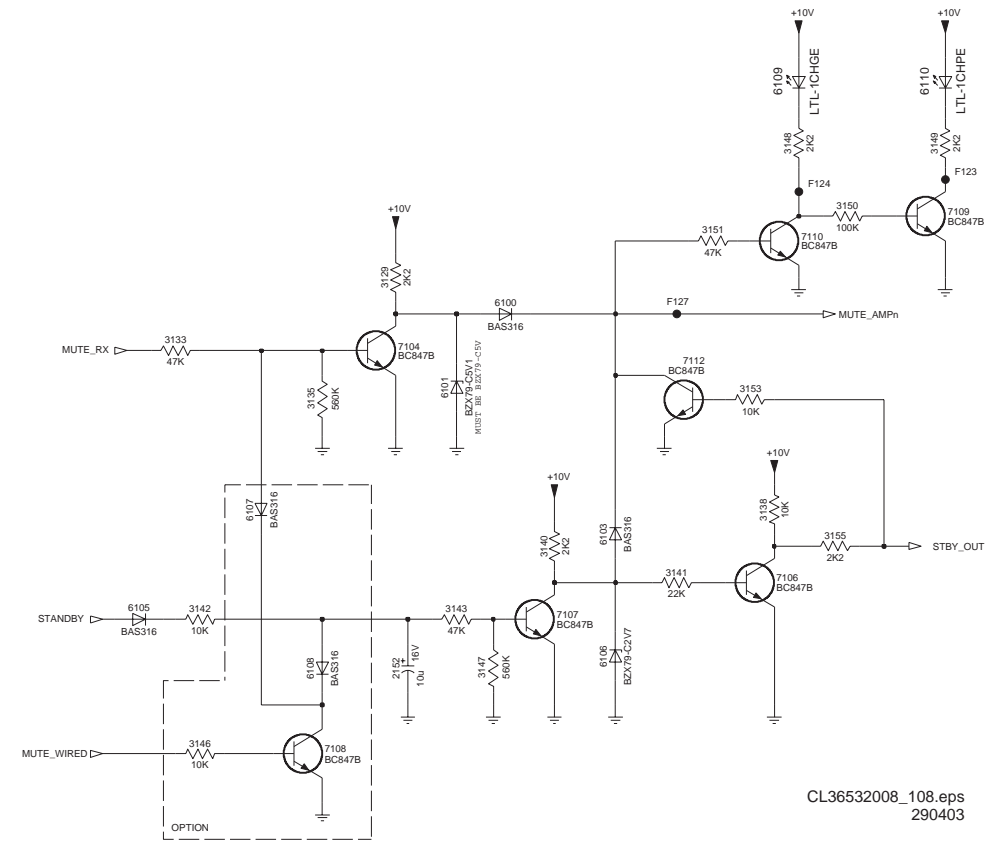 +10V
+10V
6109
LTL-1CHGE
6110
LTL-1CHPE
3148
2K2
3149
2K2
F124
F123
+10V
3151
47K
7110
BC847B
3150
100K
7109
BC847B
3129
2K2
6100
BAS316
F127
MUTE_AMPn
MUTE_RX
3133
47K
7104
BC847B
3135
560K
6101
BZX79-C5V1
MUST BE BZX79-C5V
7112
BC847B
3153
10K
+10V
+10V
6107
BAS316
3140
2K2
6103
BAS316
3138
10K
3155
2K2
STBY_OUT
3141
22K
7106
BC847B
STANDBY
6105
BAS316
3142
10K
3143
47K
7107
BC847B
6108
BAS316
2152
+
16V
10u
3147
560K
6106
BZX79-C2V7
MUTE_WIRED
3146
10K
7108
BC847B
OPTION
CL36532008_108.eps
290403